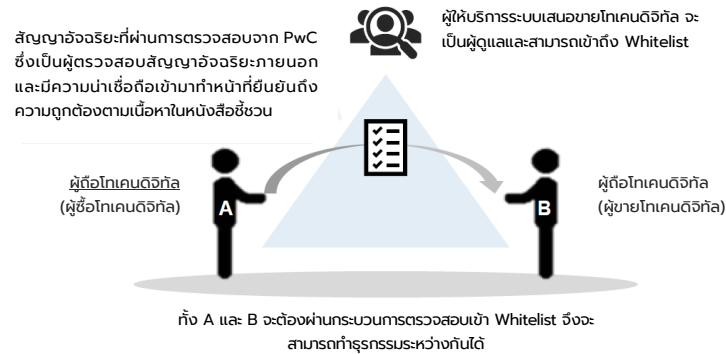 สัญญาอัจฉริยะที่ผ่านการตรวจสอบจาก PwC
ซึ่งเป็นผู้ตรวจสอบสัญญาอัจฉริยะภายนอก
และมีความน่าเชื่อถือเข้ามาทำหน้าที่ยืนยันถึง
ความถูกต้องตามเนื้อหาในหนังสือชี้ชวน
ผู้ให้บริการระบบเสนอขายโทเคนดิจิทัล จะ
เป็นผู้ดูแลและสามารถเข้าถึง Whitelist
ผู้ถือโทเคนดิจิทัล
(ผู้ซื้อโทเคนดิจิทัล)
A
B
ผู้ถือโทเคนดิจิทัล
(ผู้ขายโทเคนดิจิทัล)
ทั้ง A และ B จะต้องผ่านกระบวนการตรวจสอบเข้า Whitelist จึงจะ
สามารถทำธุรกรรมระหว่างกันได้